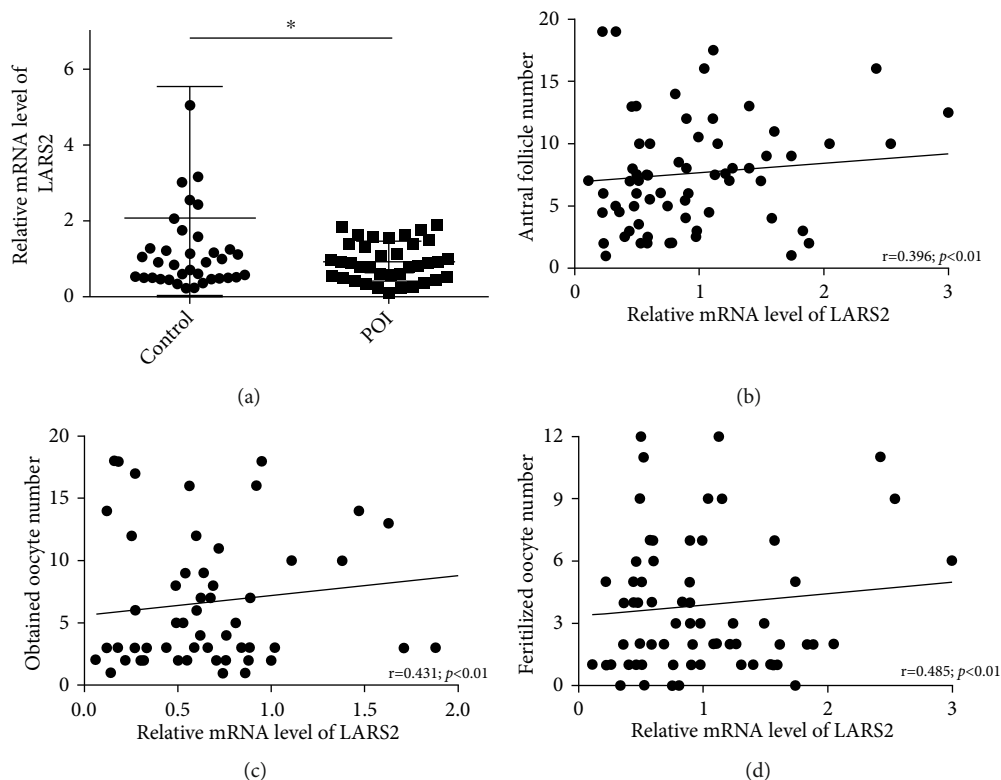 Relative mRNA level of
LARS2
6
4
2
0
*
Control
POI
(a)
Antral follicle number
20
15
10
5
0
0
1
2
3
r=0.396; p<0.01
Relative mRNA level of LARS2
(b)
Obtained oocyte number
20
15
10
5
0
0.0
0.5
1.0
1.5
2.0
r=0.431; p<0.01
Relative mRNA level of LARS2
(c)
Feritilized oocyte number
12
9
6
3
0
0
1
2
3
r=0.485; p<0.01
Relative mRNA level of LARS2
(d)